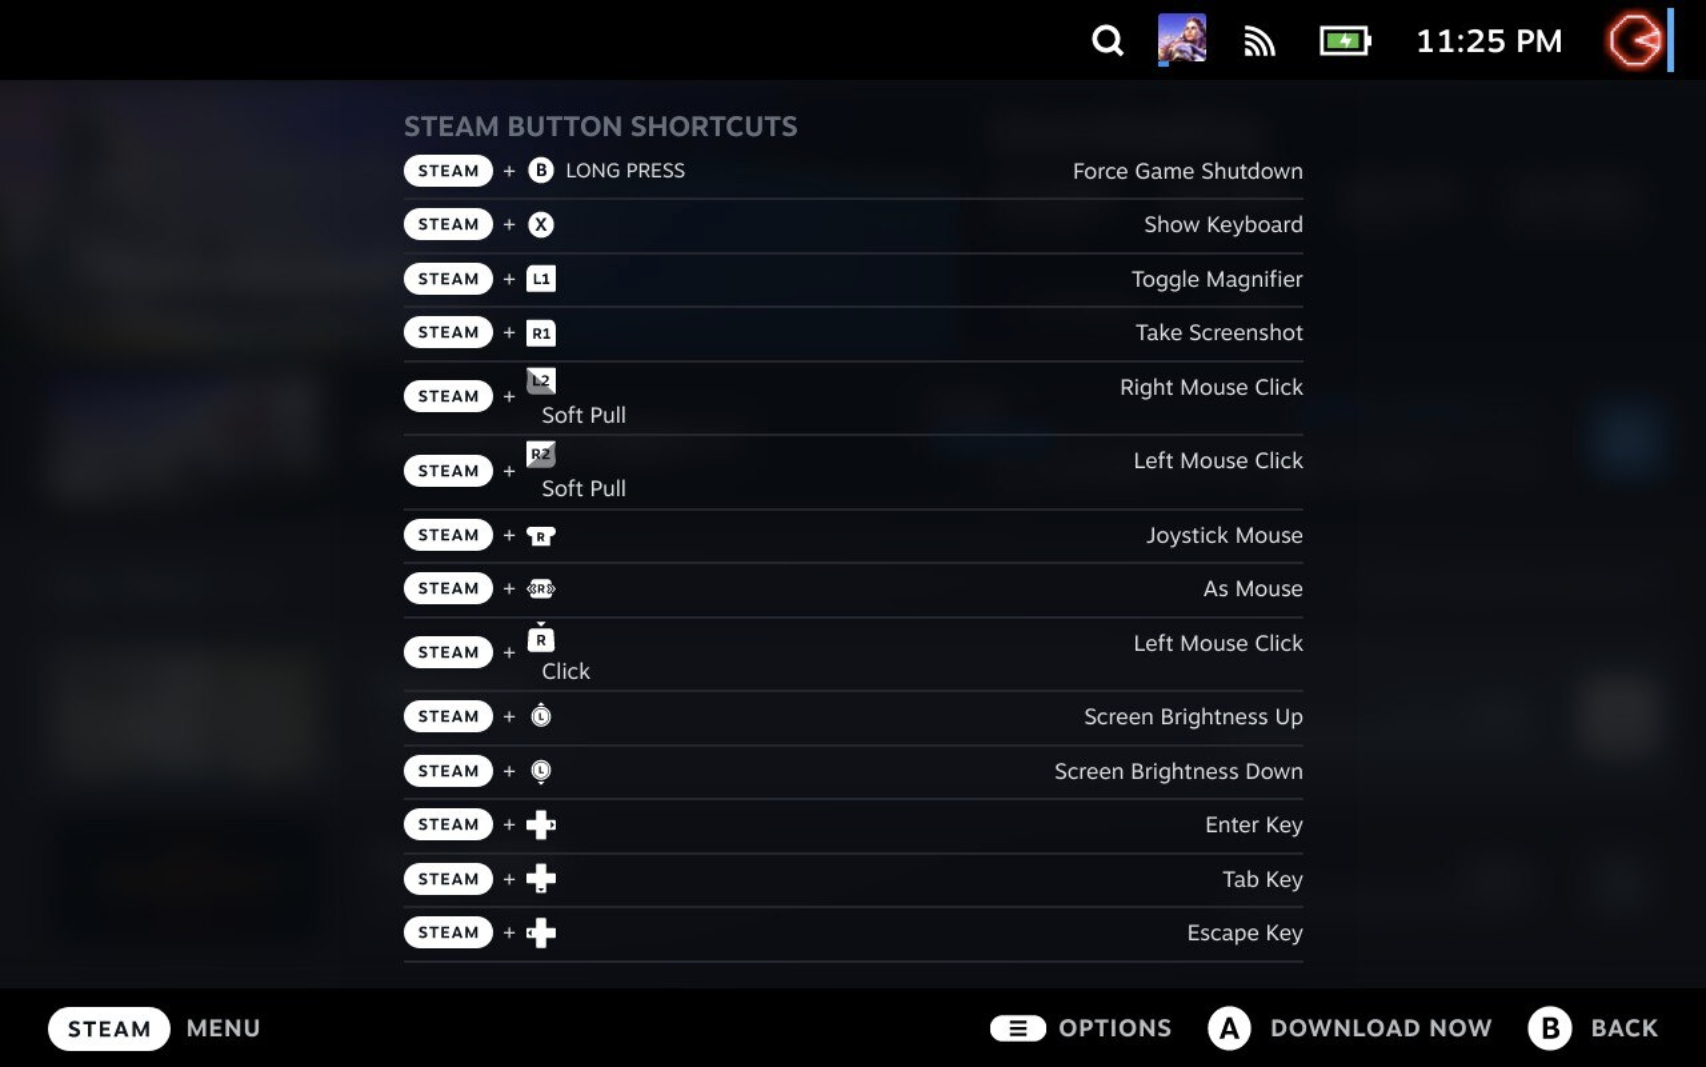 11:25 PM
STEAM BUTTON SHORTCUTS
STEAM + B LONG PRESS Force Game Shutdown
STEAM + X Show Keyboard
STEAM + L1 Toggle Magnifier
STEAM + R1 Take Screenshot
STEAM + L2 Soft Pull Right Mouse Click
STEAM + R2 Soft Pull Left Mouse Click
STEAM + R Joystick Mouse
STEAM + R As Mouse
STEAM + R Click Left Mouse Click
STEAM + L Screen Brightness Up
STEAM + L Screen Brightness Down
STEAM + Enter Key
STEAM + Tab Key
STEAM + Escape Key
STEAM MENU OPTIONS A DOWNLOAD NOW B BACK